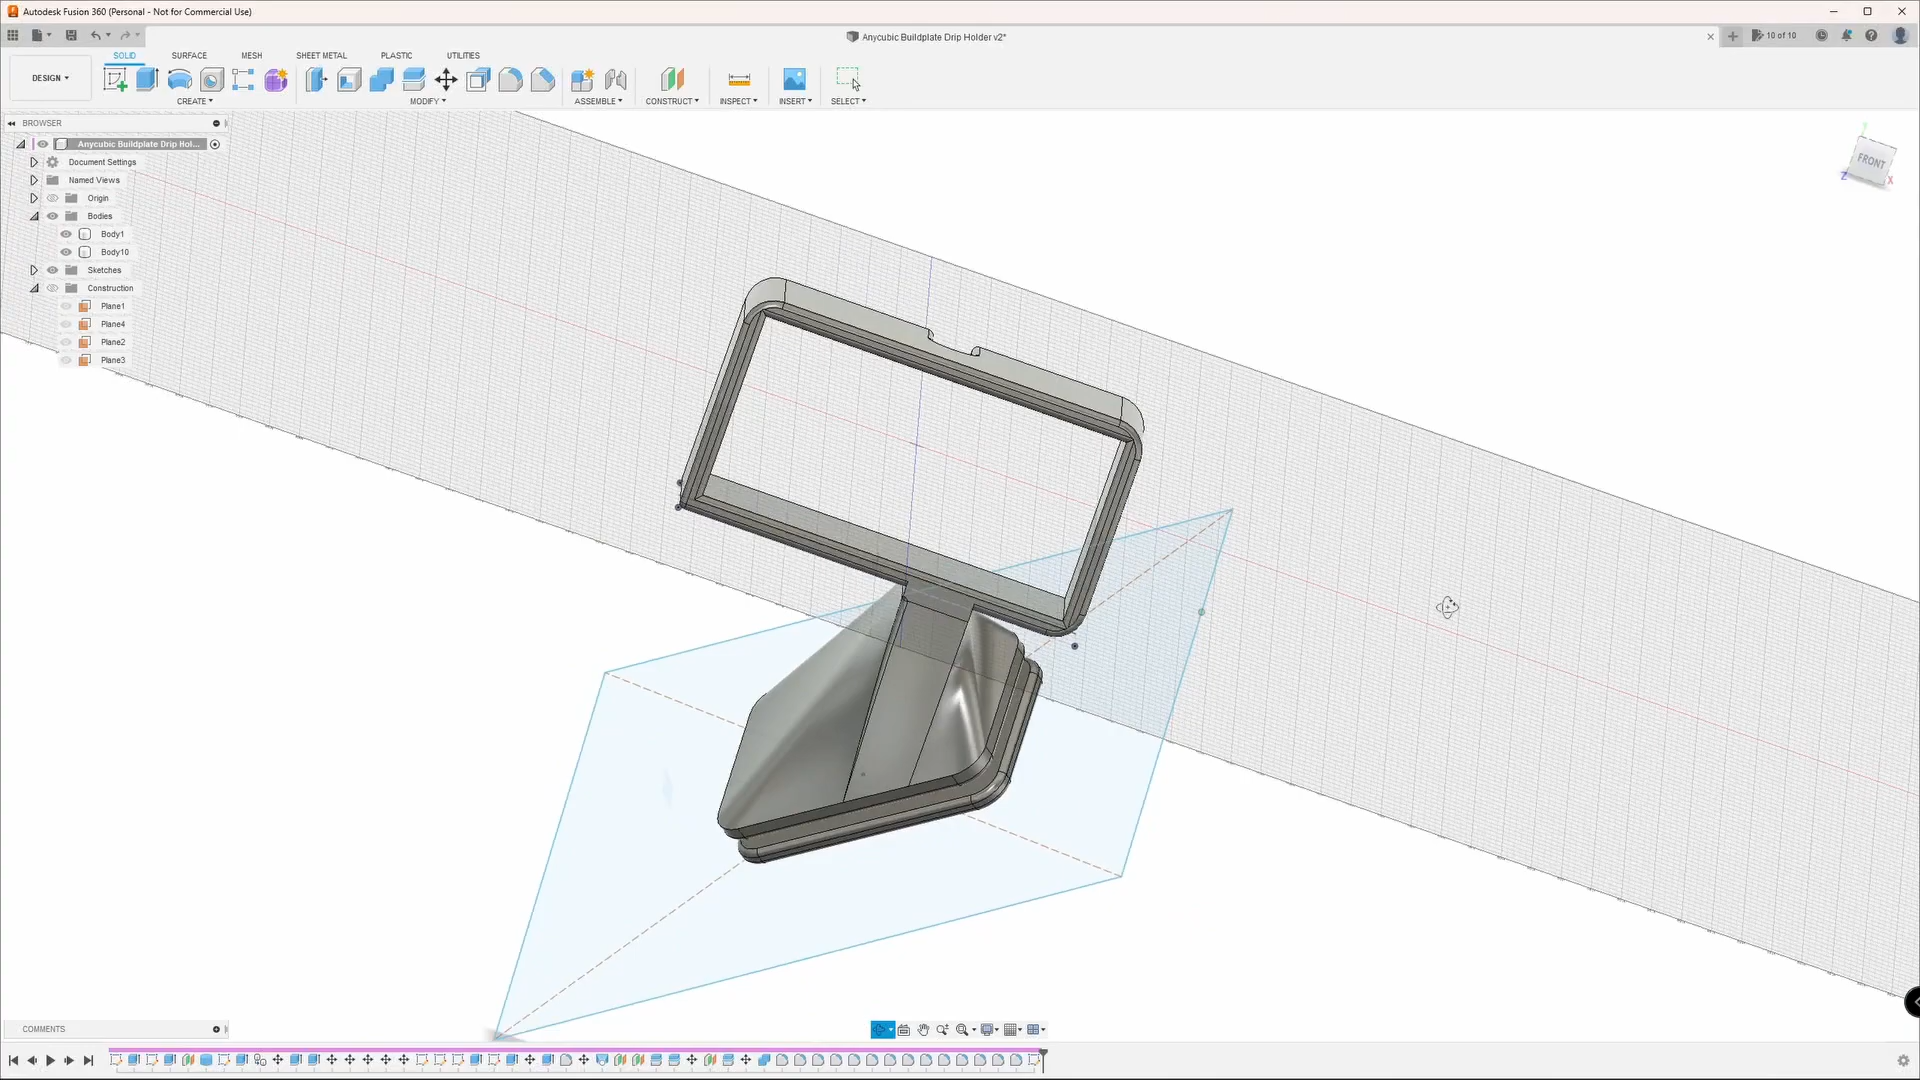 Autodesk Fusion 360 (Personal - Not for Commercial Use)
Anycubic Buildplate Drip Holder v2*
10 of 10
DESIGN
SOLID
SURFACE
MESH
SHEET METAL
PLASTIC
UTILITIES
CREATE
MODIFY
ASSEMBLE
CONSTRUCT
INSPECT
INSERT
SELECT
BROWSER
Anycubic Buildplate Drip Hol...
Document Settings
Named Views
Origin
Bodies
Body1
Body10
Sketches
Construction
Plane1
Plane4
Plane2
Plane3
FRONT
Z
X
COMMENTS